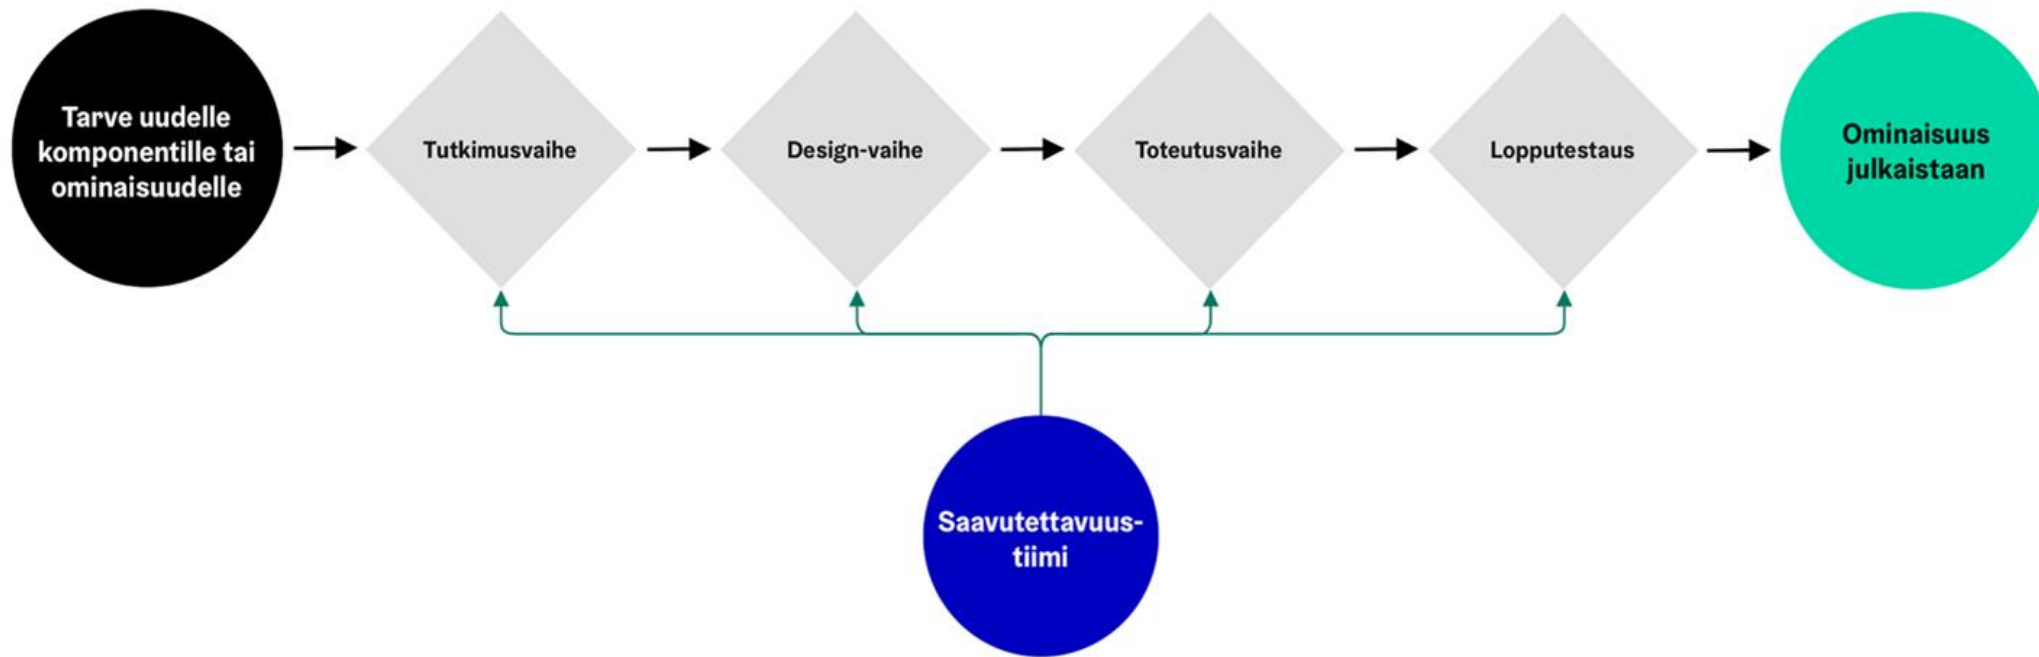 Tarve uudelle
komponentille tai
ominaisuudelle
Tutkimusvaihe
Design-vaihe
Toteutusvaihe
Lopputestaus
Ominaisuus
julkaistaan
Saavutettavuus-
tiimi